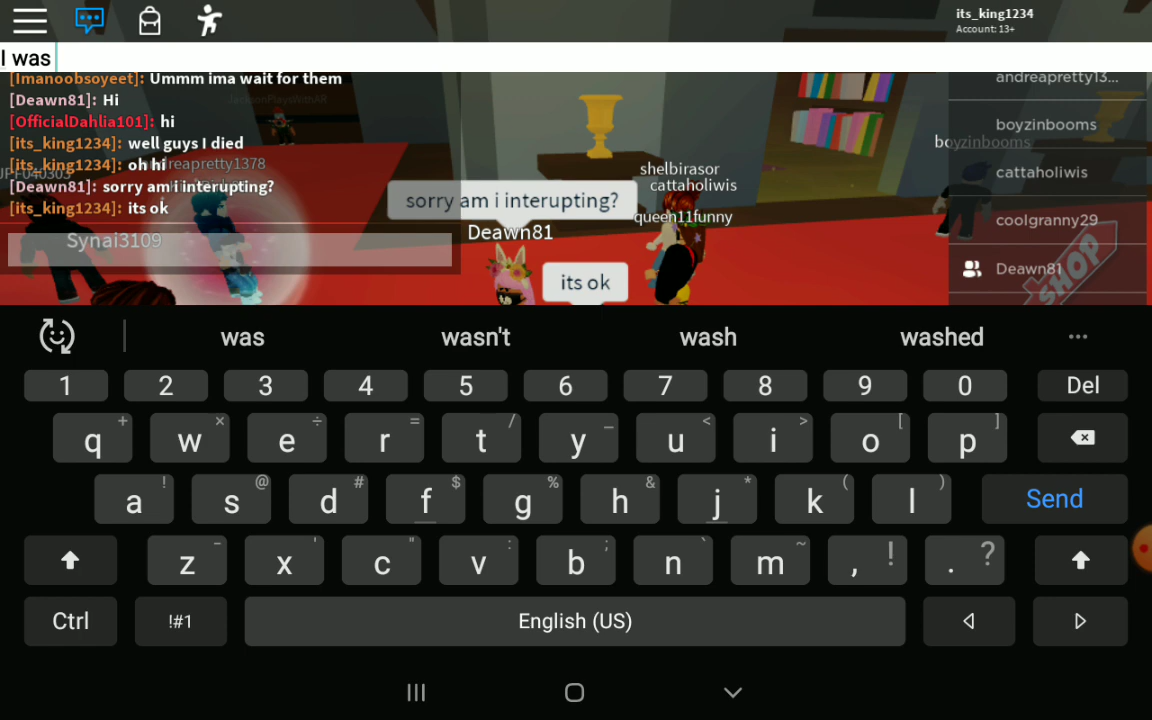 its_king1234
Account: 13+
I was
[Imanoobsoyeet]: Ummm ima wait for them
[Deawn81]: Hi
[OfficialDahlia101]: hi
[its_king1234]: well guys I died
[its_king1234]: oh hi
[Deawn81]: sorry am i interupting?
[its_king1234]: its ok
JacksonPlaysWithAR
andreapretty1378
Synai3109
sorry am i interupting?
Deawn81
its ok
shelbirasor
cattaholiwis
queen11funny
boyzinbooms
andreapretty13...
boyzinbooms
cattaholiwis
coolgranny29
Deawn81
SHOP
was wasn't wash washed ...
1 2 3 4 5 6 7 8 9 0 Del
q + w × e ÷ r = t / y _ u < i > o [ p ]
a ! s @ d # f $ g % h & j * k ( l ) Send
z - x ' c " v : b ; n ` m ~ , ! . ?
Ctrl !#1 English (US)